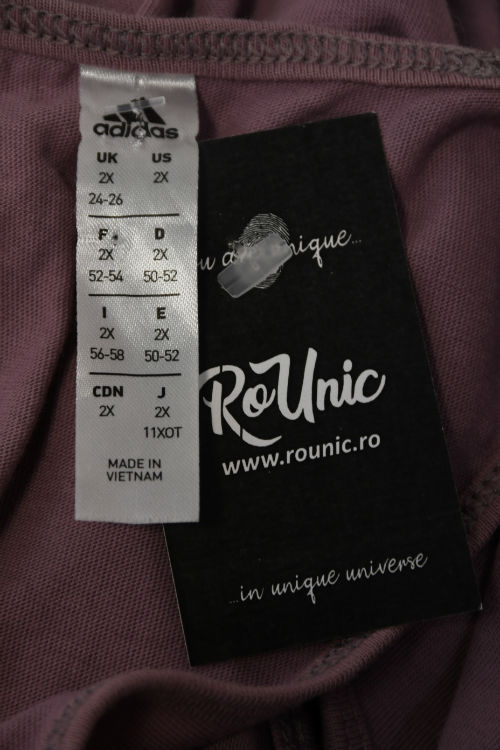 adidas
UK US
2X 2X
24-26
F D
2X 2X
52-54 50-52
I E
2X 2X
56-58 50-52
CDN J
2X 2X
11XOT
MADE IN
VIETNAM
unique...
RoUnic
www.rounic.ro
...in unique universe